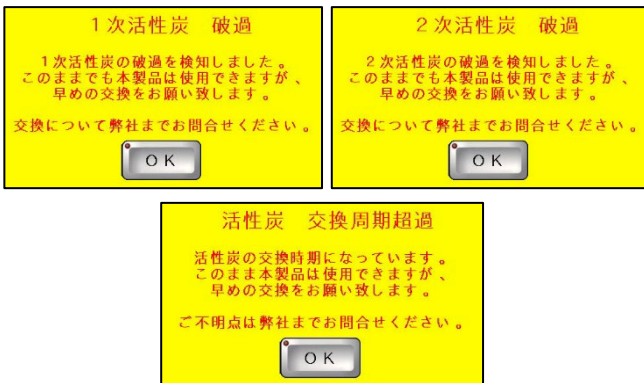 1次活性炭 破過
1次活性炭の破過を検知しました。
このままでも本製品は使用できますが、
早めの交換をお願い致します。
交換について弊社までお問合せください。
OK
2次活性炭 破過
2次活性炭の破過を検知しました。
このままでも本製品は使用できますが、
早めの交換をお願い致します。
交換について弊社までお問合せください。
OK
活性炭 交換周期超過
活性炭の交換時期になっています。
このまま本製品は使用できますが、
早めの交換をお願い致します。
ご不明点は弊社までお問合せください。
OK